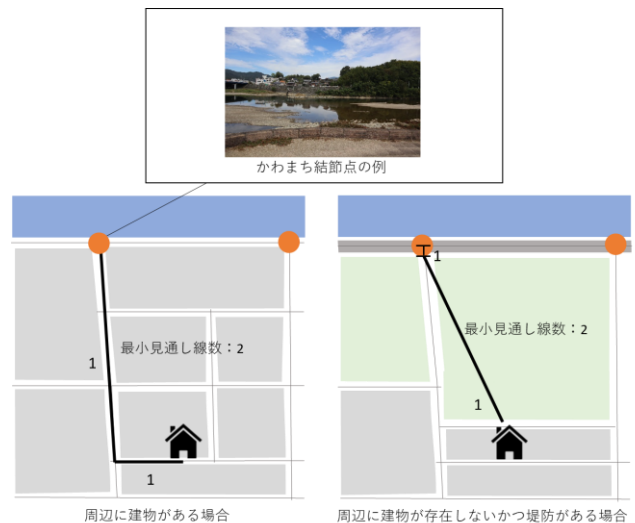 かわまち結節点の例
1
最小見通し線数：2
1
1
最小見通し線数：2
1
1
周辺に建物がある場合
周辺に建物が存在しないかつ堤防がある場合